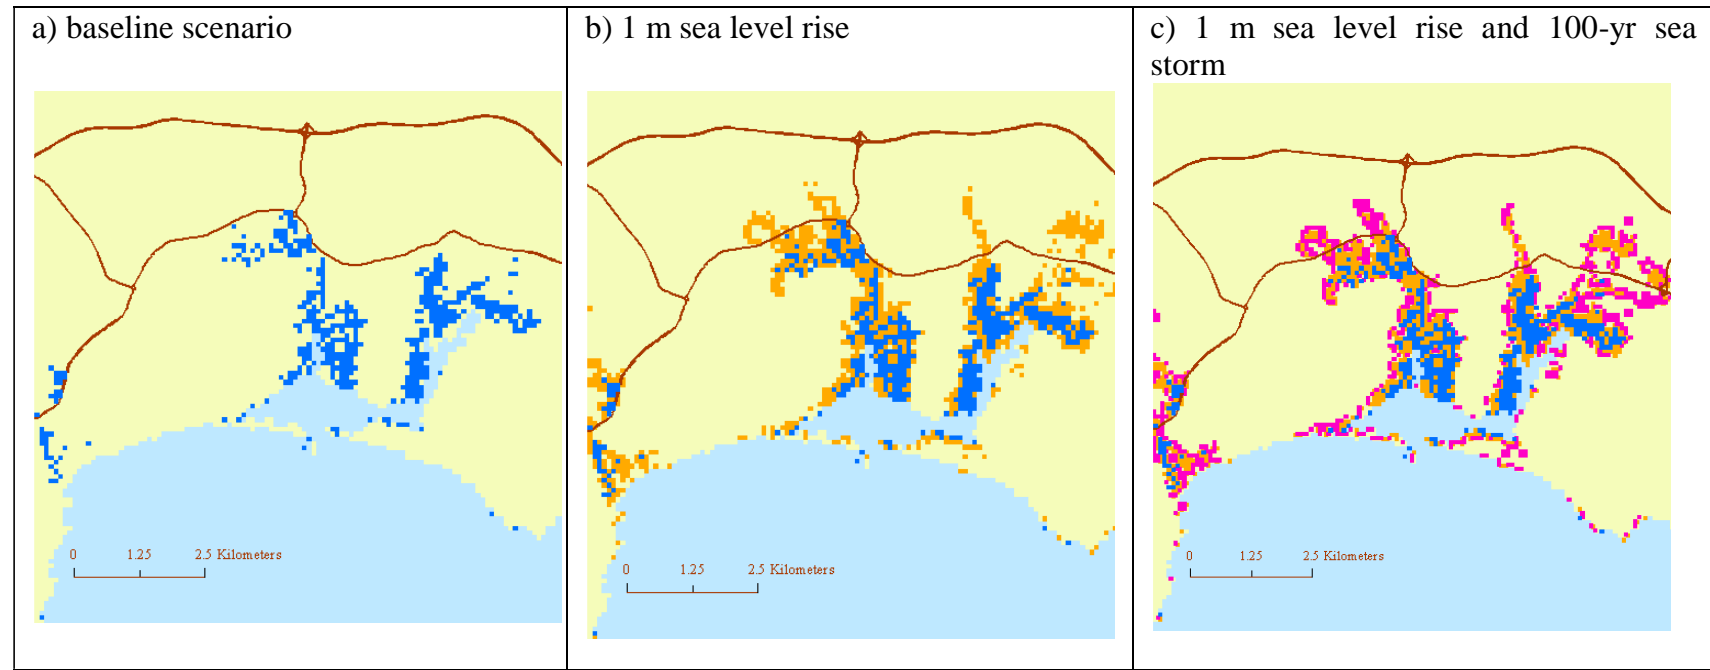 a) baseline scenario
0 1.25 2.5 Kilometers
b) 1 m sea level rise
0 1.25 2.5 Kilometers
c) 1 m sea level rise and 100-yr sea
storm
0 1.25 2.5 Kilometers